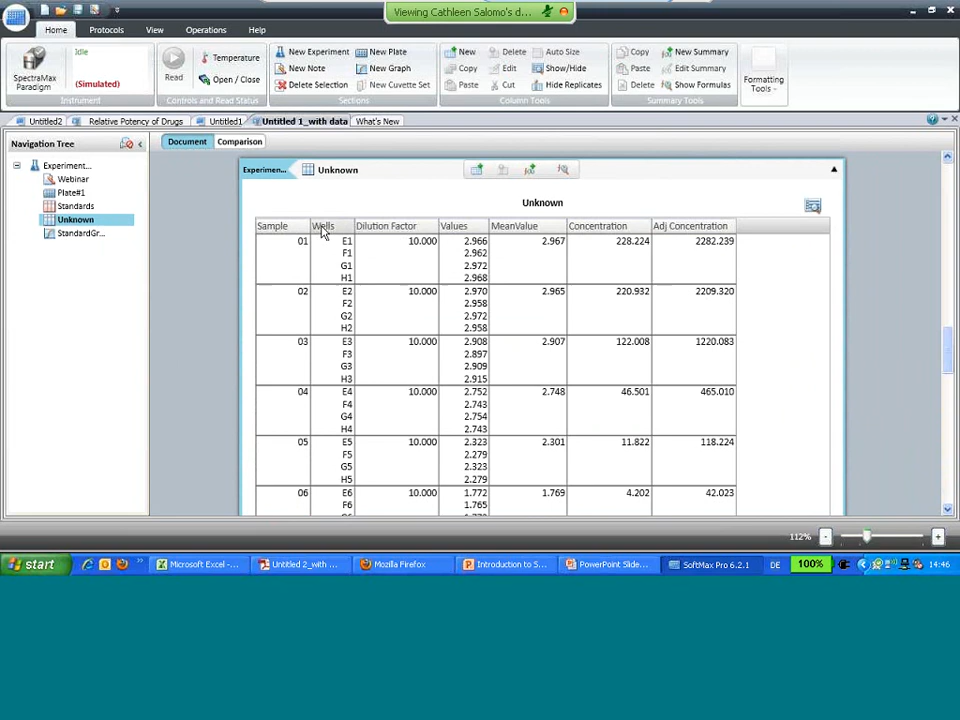 Viewing Cathleen Salomo's d...
Home Protocols View Operations Help
SpectraMax Paradigm
Idle
(Simulated)
Instrument
Read
Temperature
Open / Close
Controls and Read Status
New Experiment New Plate
New Note New Graph
Delete Selection New Cuvette Set
Sections
New Delete Auto Size
Copy Edit Show/Hide
Paste Cut Hide Replicates
Column Tools
Copy New Summary
Paste Edit Summary
Delete Show Formulas
Summary Tools
Formatting Tools
Untitled2 Relative Potency of Drugs Untitled1 Untitled 1_with data What's New
Navigation Tree
Experiment...
Webinar
Plate#1
Standards
Unknown
StandardGr...
Document Comparison
Experimen... Unknown
Unknown
Sample Wells Dilution Factor Values MeanValue Concentration Adj Concentration
01 E1 10.000 2.966 2.967 228.224 2282.239
F1 2.962
G1 2.972
H1 2.968
02 E2 10.000 2.970 2.965 220.932 2209.320
F2 2.958
G2 2.972
H2 2.958
03 E3 10.000 2.908 2.907 122.008 1220.083
F3 2.897
G3 2.909
H3 2.915
04 E4 10.000 2.752 2.748 46.501 465.010
F4 2.743
G4 2.754
H4 2.743
05 E5 10.000 2.323 2.301 11.822 118.224
F5 2.279
G5 2.323
H5 2.279
06 E6 10.000 1.772 1.769 4.202 42.023
F6 1.765
112%
start Microsoft Excel -... Untitled 2_with ... Mozilla Firefox Introduction to S... PowerPoint Slide... SoftMax Pro 6.2.1 DE 100% 14:46